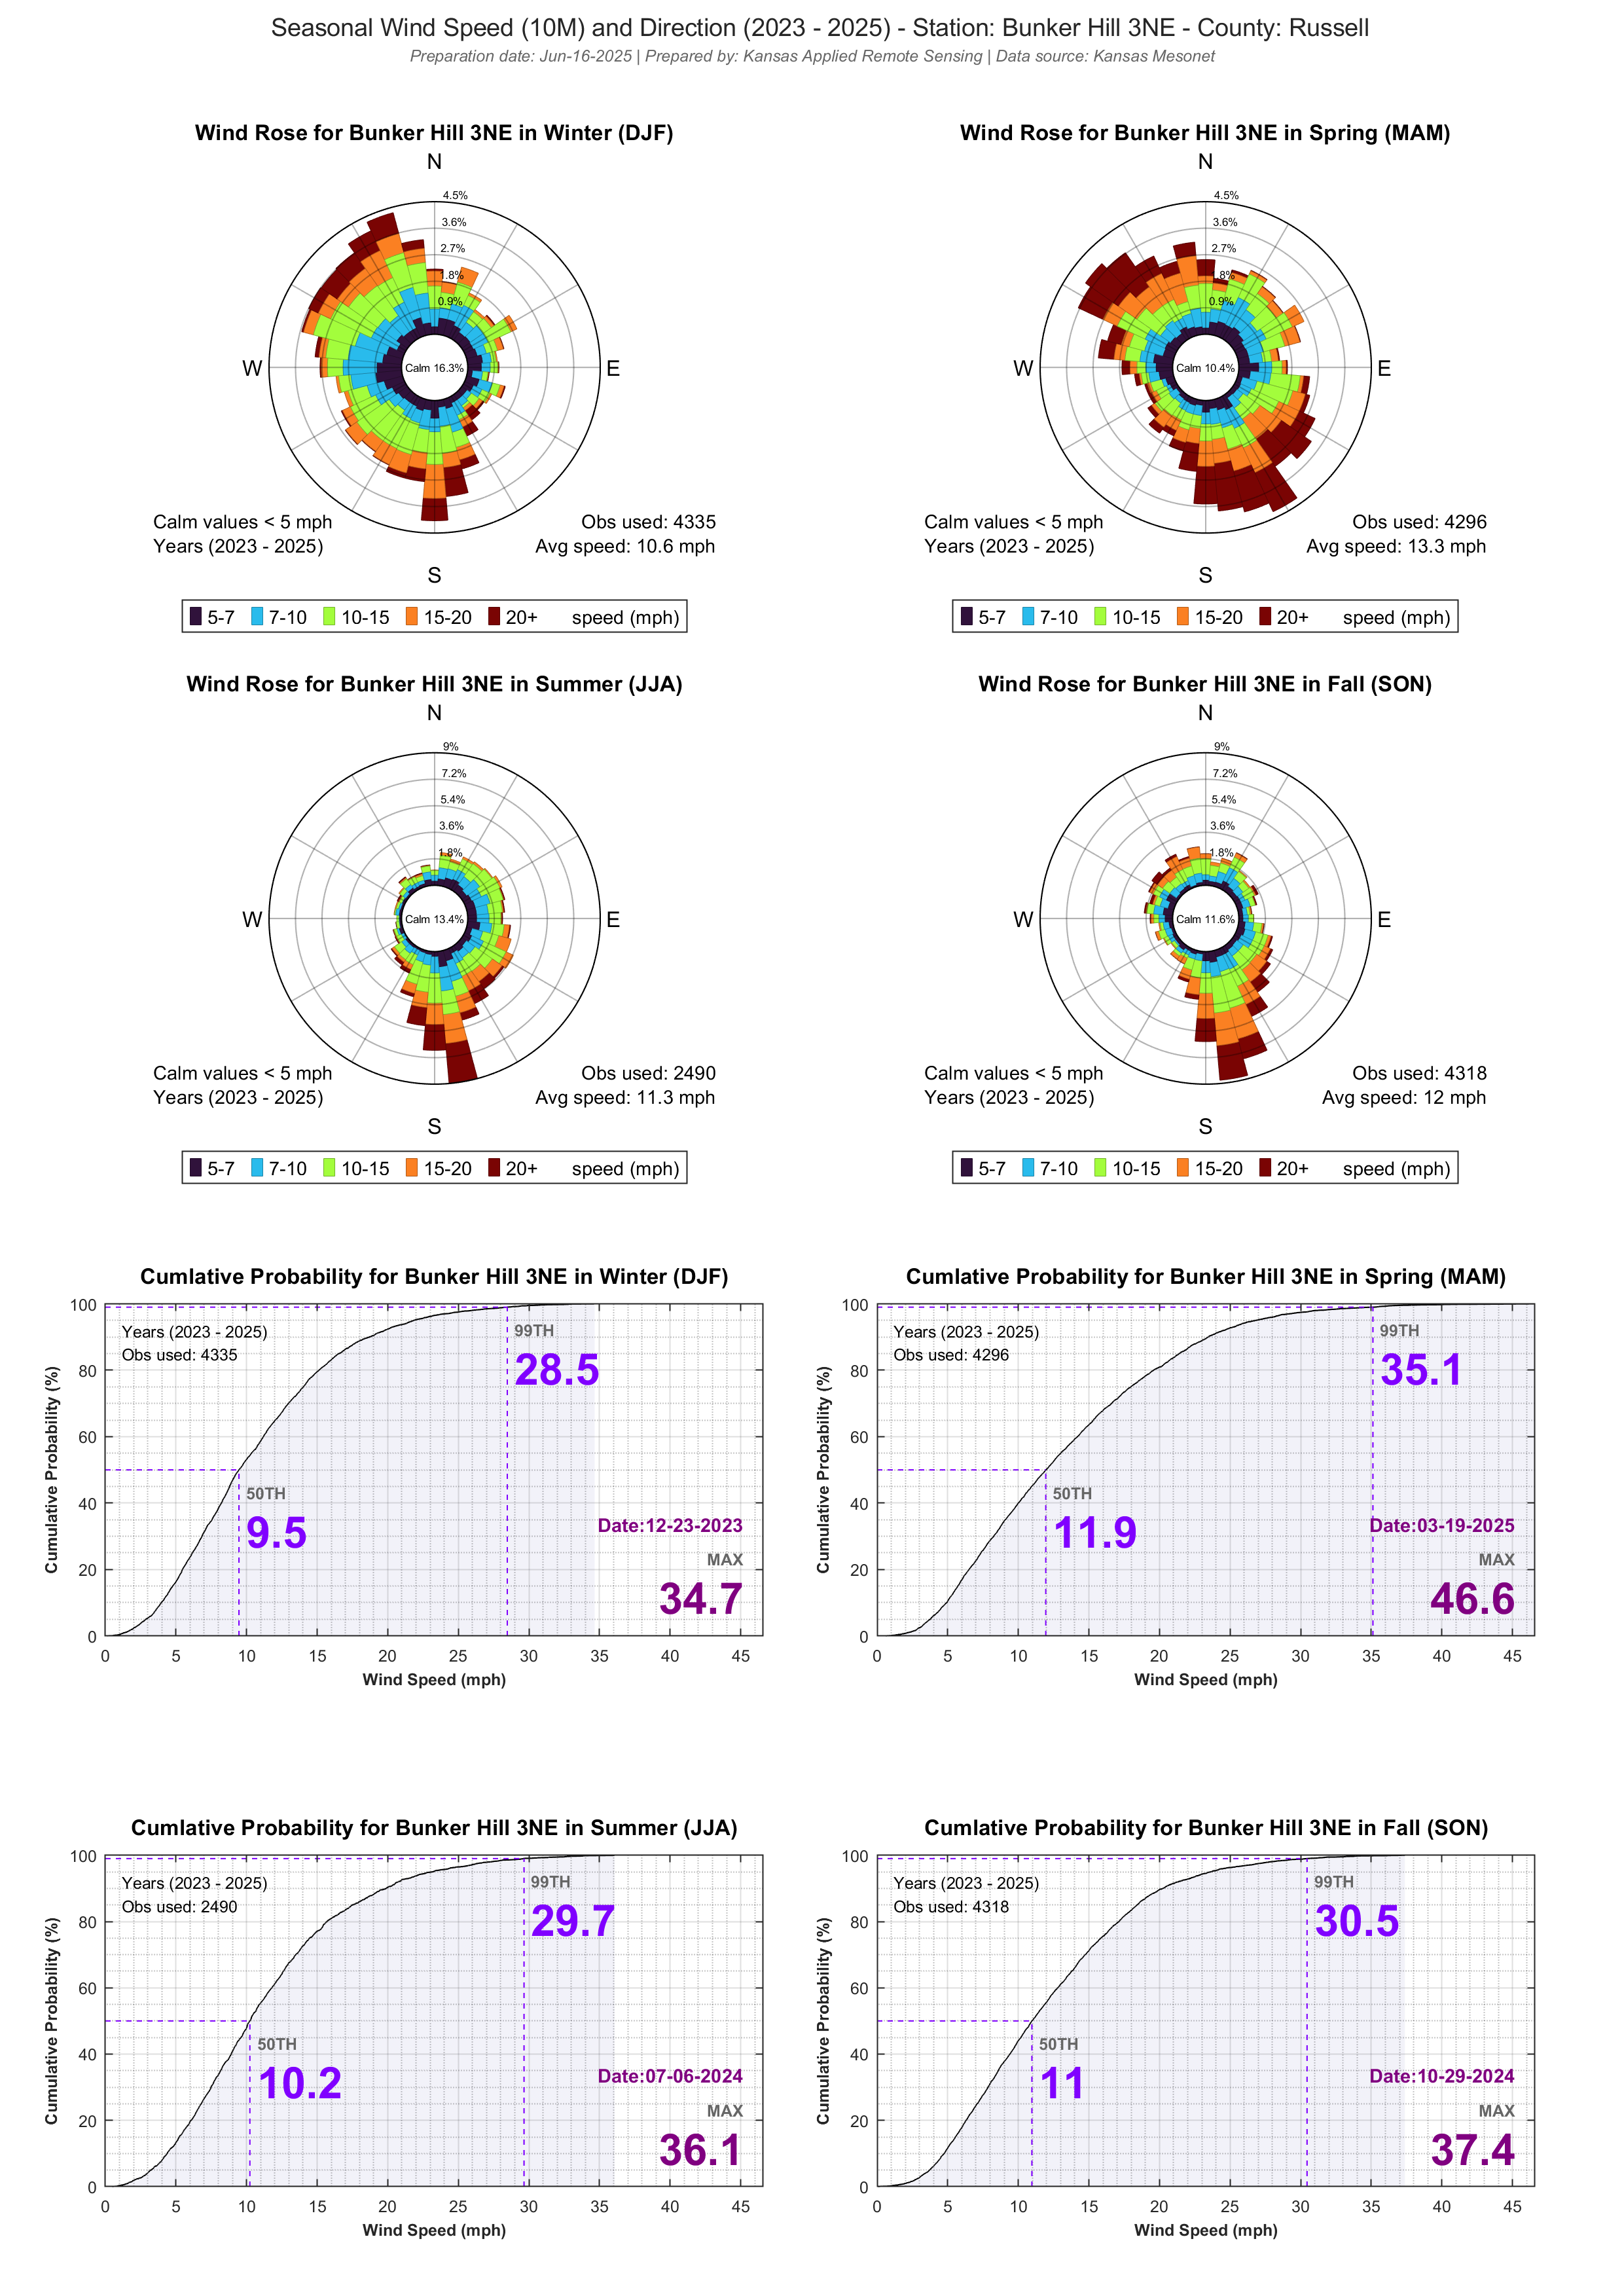 Seasonal Wind Speed (10M) and Direction (2023 - 2025) - Station: Bunker Hill 3NE - County: Russell
Preparation date: Jun-16-2025 | Prepared by: Kansas Applied Remote Sensing | Data source: Kansas Mesonet
Wind Rose for Bunker Hill 3NE in Winter (DJF)
N
4.5%
3.6%
2.7%
1.8%
0.9%
W
Calm 16.3%
E
Calm values < 5 mph
Years (2023 - 2025)
Obs used: 4335
Avg speed: 10.6 mph
S
5-7 7-10 10-15 15-20 20+ speed (mph)
Wind Rose for Bunker Hill 3NE in Spring (MAM)
N
4.5%
3.6%
2.7%
1.8%
0.9%
W
Calm 10.4%
E
Calm values < 5 mph
Years (2023 - 2025)
Obs used: 4296
Avg speed: 13.3 mph
S
5-7 7-10 10-15 15-20 20+ speed (mph)
Wind Rose for Bunker Hill 3NE in Summer (JJA)
N
9%
7.2%
5.4%
3.6%
1.8%
W
Calm 13.4%
E
Calm values < 5 mph
Years (2023 - 2025)
Obs used: 2490
Avg speed: 11.3 mph
S
5-7 7-10 10-15 15-20 20+ speed (mph)
Wind Rose for Bunker Hill 3NE in Fall (SON)
N
9%
7.2%
5.4%
3.6%
1.8%
W
Calm 11.6%
E
Calm values < 5 mph
Years (2023 - 2025)
Obs used: 4318
Avg speed: 12 mph
S
5-7 7-10 10-15 15-20 20+ speed (mph)
Cumlative Probability for Bunker Hill 3NE in Winter (DJF)
100
80
60
40
20
0
Cumulative Probability (%)
Years (2023 - 2025)
Obs used: 4335
99TH
28.5
50TH
9.5
Date:12-23-2023
MAX
34.7
0 5 10 15 20 25 30 35 40 45
Wind Speed (mph)
Cumlative Probability for Bunker Hill 3NE in Spring (MAM)
100
80
60
40
20
0
Cumulative Probability (%)
Years (2023 - 2025)
Obs used: 4296
99TH
35.1
50TH
11.9
Date:03-19-2025
MAX
46.6
0 5 10 15 20 25 30 35 40 45
Wind Speed (mph)
Cumlative Probability for Bunker Hill 3NE in Summer (JJA)
100
80
60
40
20
0
Cumulative Probability (%)
Years (2023 - 2025)
Obs used: 2490
99TH
29.7
50TH
10.2
Date:07-06-2024
MAX
36.1
0 5 10 15 20 25 30 35 40 45
Wind Speed (mph)
Cumlative Probability for Bunker Hill 3NE in Fall (SON)
100
80
60
40
20
0
Cumulative Probability (%)
Years (2023 - 2025)
Obs used: 4318
99TH
30.5
50TH
11
Date:10-29-2024
MAX
37.4
0 5 10 15 20 25 30 35 40 45
Wind Speed (mph)